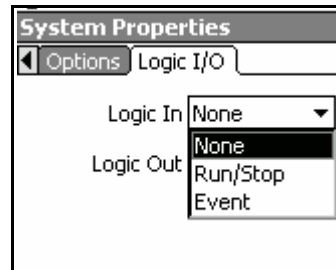 System Properties
Options Logic I/O
Logic In None
None
Logic Out Run/Stop
Event